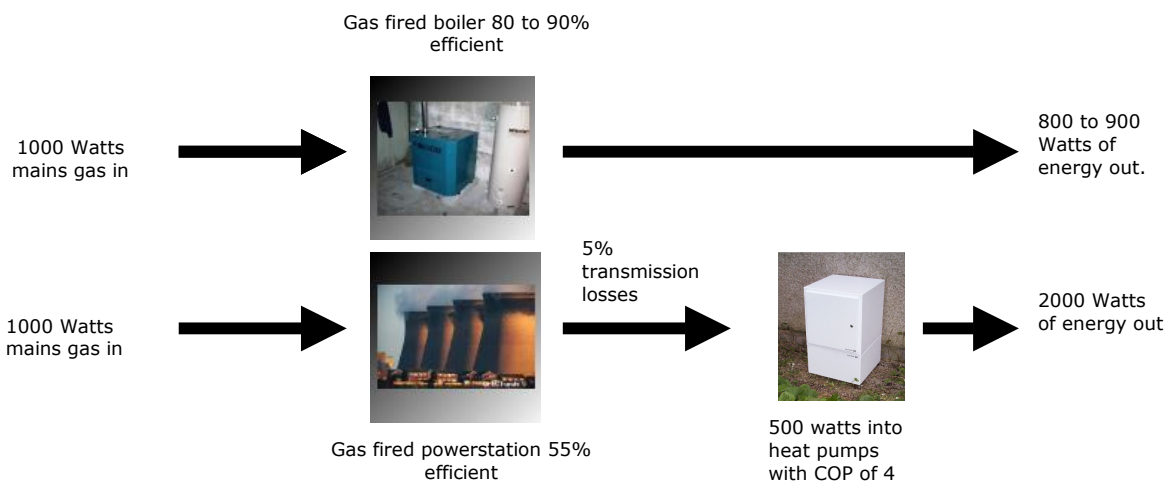 Gas fired boiler 80 to 90%
efficient
1000 Watts
mains gas in
800 to 900
Watts of
energy out.
1000 Watts
mains gas in
5%
transmission
losses
2000 Watts
of energy out
Gas fired powerstation 55%
efficient
500 watts into
heat pumps
with COP of 4